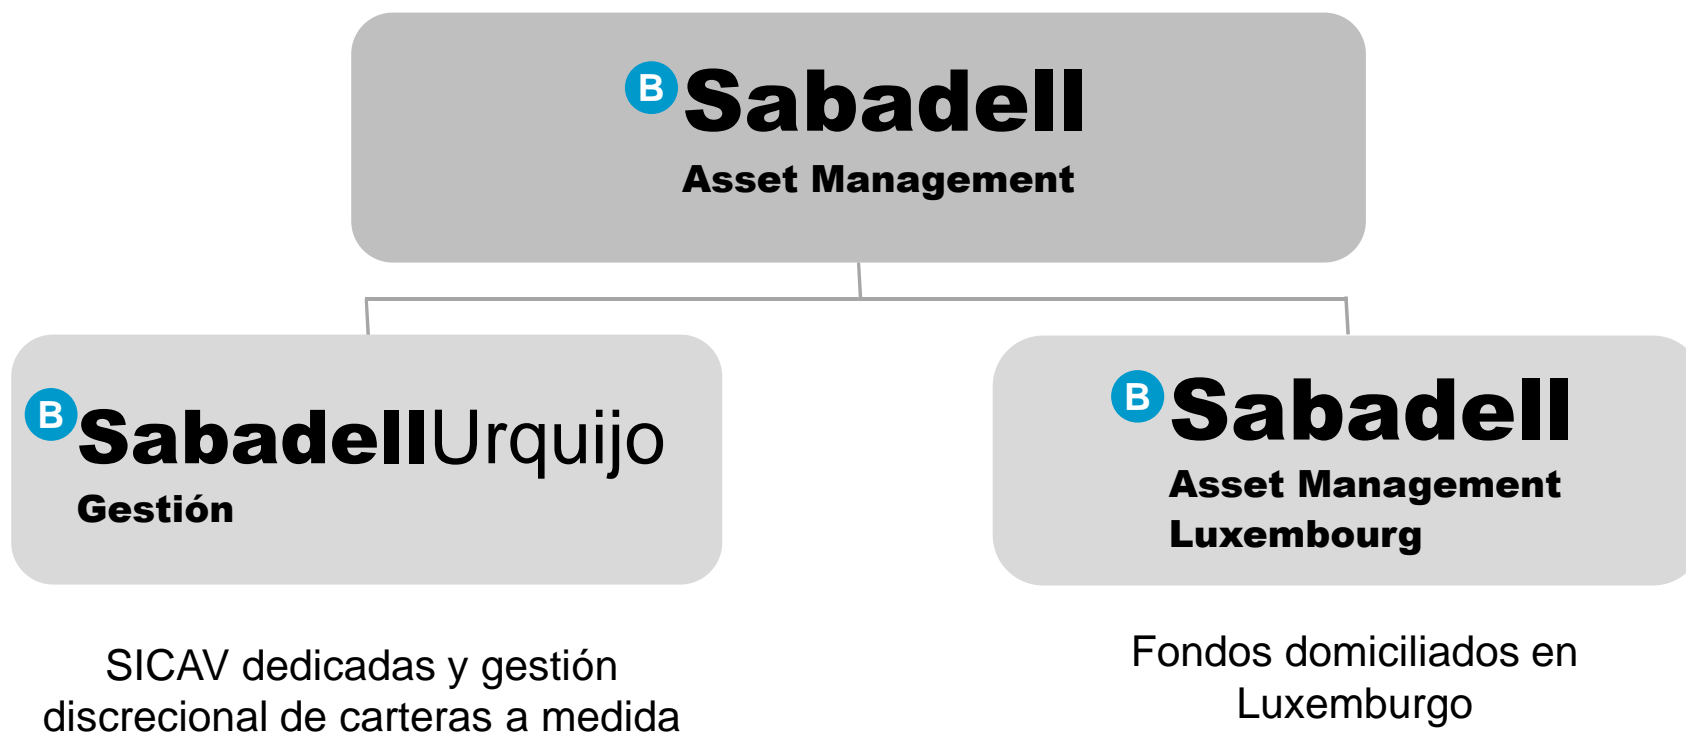 B Sabadell
Asset Management
B SabadellUrquijo
Gestión
B Sabadell
Asset Management
Luxembourg
SICAV dedicadas y gestión
discrecional de carteras a medida
Fondos domiciliados en
Luxemburgo